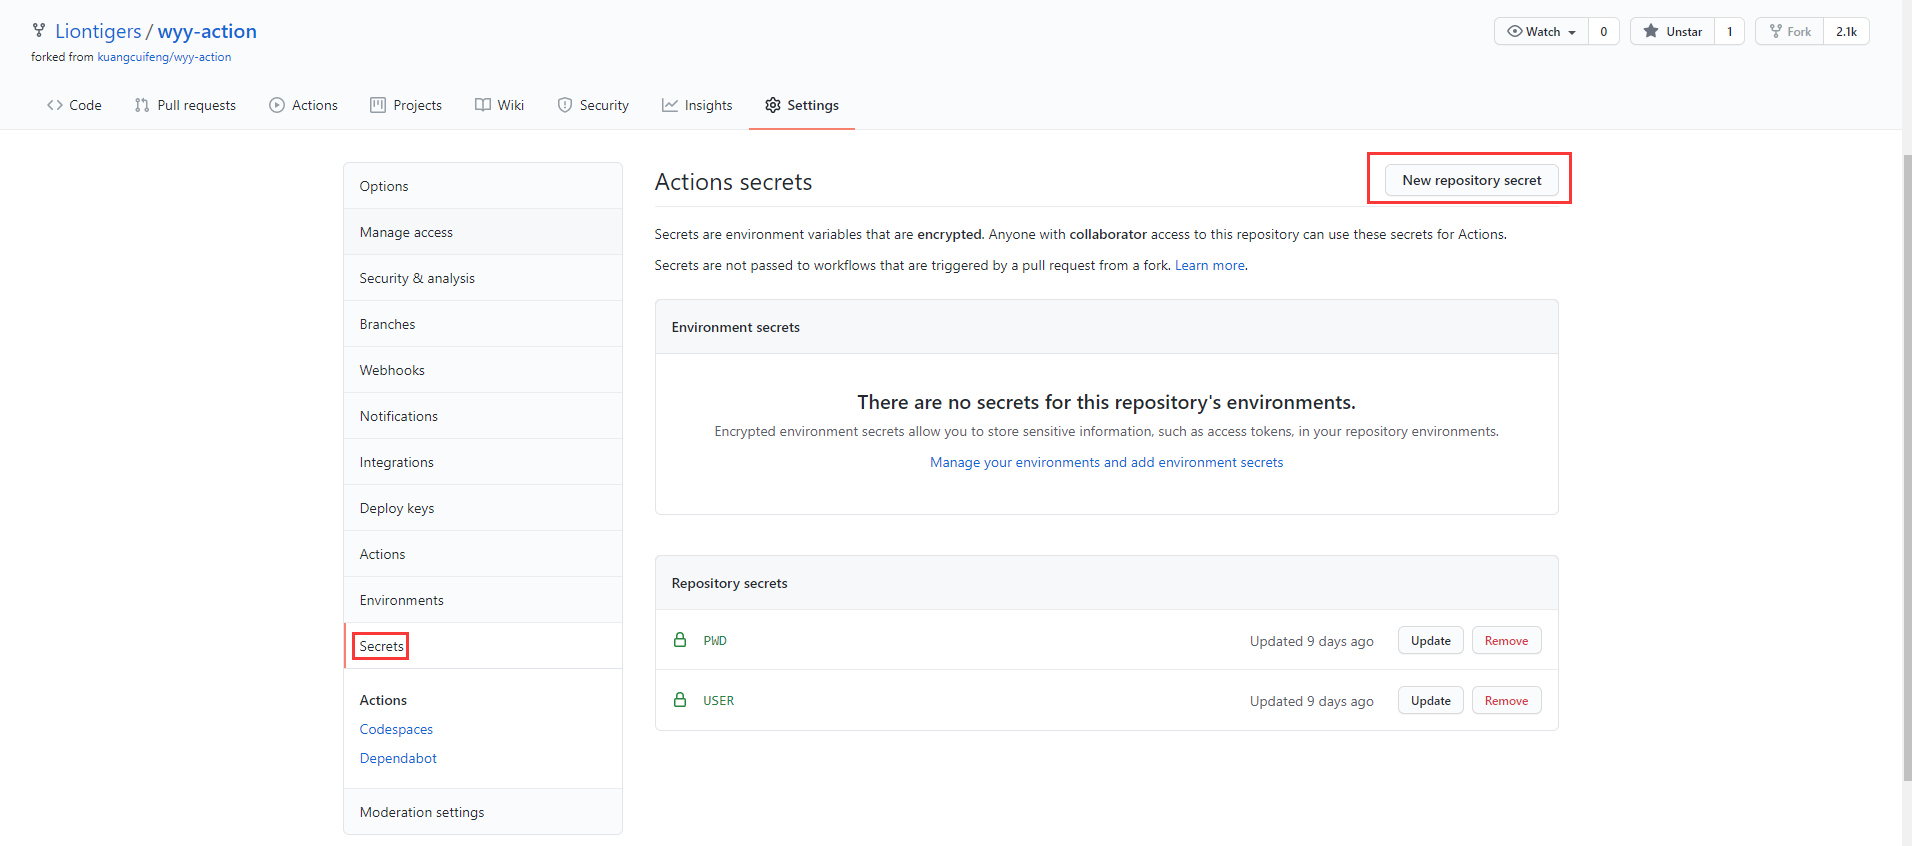 Liontigers / wyy-action
forked from kuangcuifeng/wyy-action
Watch 0 Unstar 1 Fork 2.1k
Code Pull requests Actions Projects Wiki Security Insights Settings
Options
Manage access
Security & analysis
Branches
Webhooks
Notifications
Integrations
Deploy keys
Actions
Environments
Secrets
Actions
Codespaces
Dependabot
Moderation settings
Actions secrets
New repository secret
Secrets are environment variables that are encrypted. Anyone with collaborator access to this repository can use these secrets for Actions.
Secrets are not passed to workflows that are triggered by a pull request from a fork. Learn more.
Environment secrets
There are no secrets for this repository's environments.
Encrypted environment secrets allow you to store sensitive information, such as access tokens, in your repository environments.
Manage your environments and add environment secrets
Repository secrets
PWD Updated 9 days ago Update Remove
USER Updated 9 days ago Update Remove